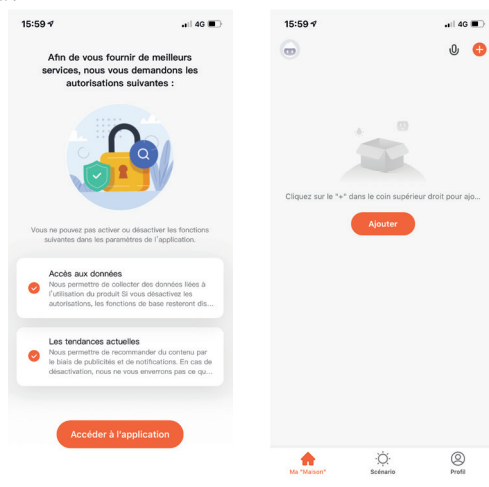 15:59
4G
Afin de vous fournir de meilleurs
services, nous vous demandons les
autorisations suivantes :
Vous ne pouvez pas activer ou désactiver les fonctions
suivantes dans les paramètres de l'application.
Accès aux données
Nous permettre de collecter des données liées à
l'utilisation du produit Si vous désactivez les
autorisations, les fonctions de base resteront dis...
Les tendances actuelles
Nous permettre de recommander du contenu par
le biais de publicités et de notifications. En cas de
désactivation, nous ne vous enverrons pas ce qu...
Accéder à l'application
15:59
4G
Cliquez sur le "+" dans le coin supérieur droit pour ajo...
Ajouter
Ma "Maison"
Scénario
Profil